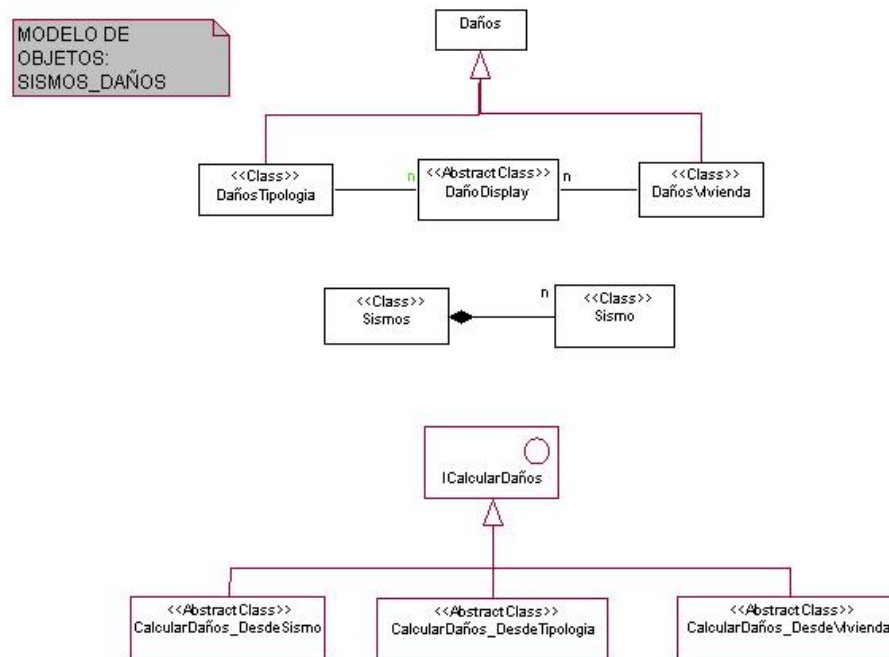 MODELO DE
OBJETOS:
SISMOS_DAÑOS
Daños
<<Class>>
DañosTipologia
n
<<AbstractClass>>
DañoDisplay
n
<<Class>>
DañosVivienda
<<Class>>
Sismos
n
<<Class>>
Sismo
ICalcularDaños
<<AbstractClass>>
CalcularDaños_DesdeSismo
<<AbstractClass>>
CalcularDaños_DesdeTipologia
<<AbstractClass>>
CalcularDaños_DesdeVivienda